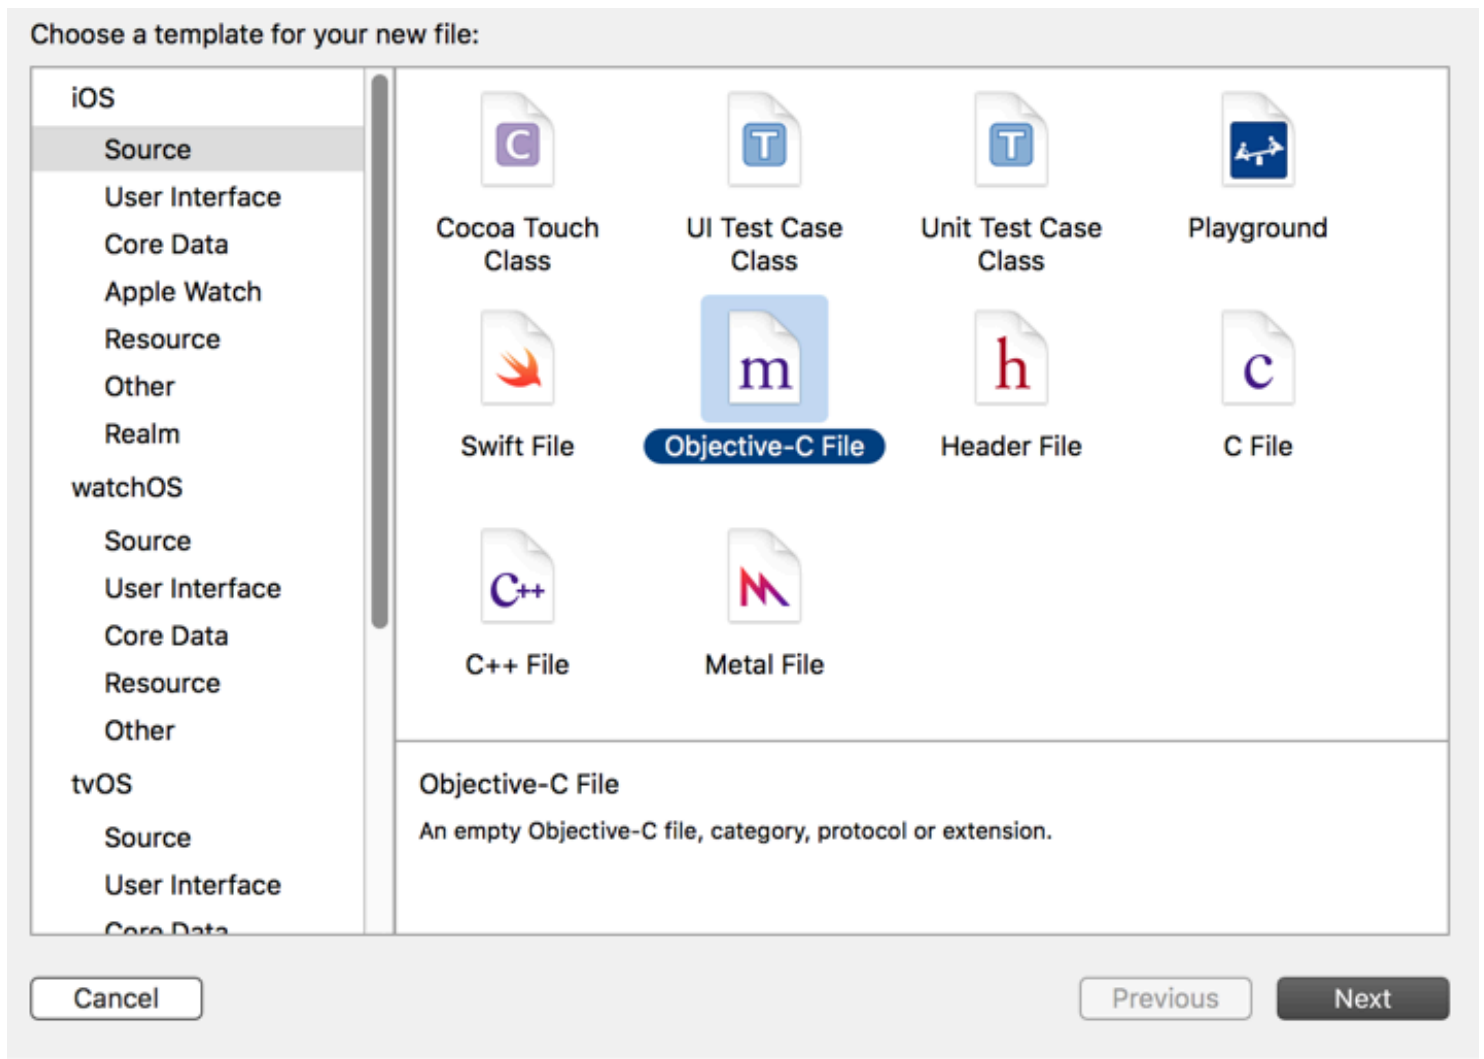 Choose a template for your new file:
iOS
Source
User Interface
Core Data
Apple Watch
Resource
Other
Realm
watchOS
Source
User Interface
Core Data
Resource
Other
tvOS
Source
User Interface
Core Data
C
T
T
Cocoa Touch
Class
UI Test Case
Class
Unit Test Case
Class
Playground
m
h
c
Swift File
Objective-C File
Header File
C File
C++
C++ File
Metal File
Objective-C File
An empty Objective-C file, category, protocol or extension.
Cancel
Previous
Next